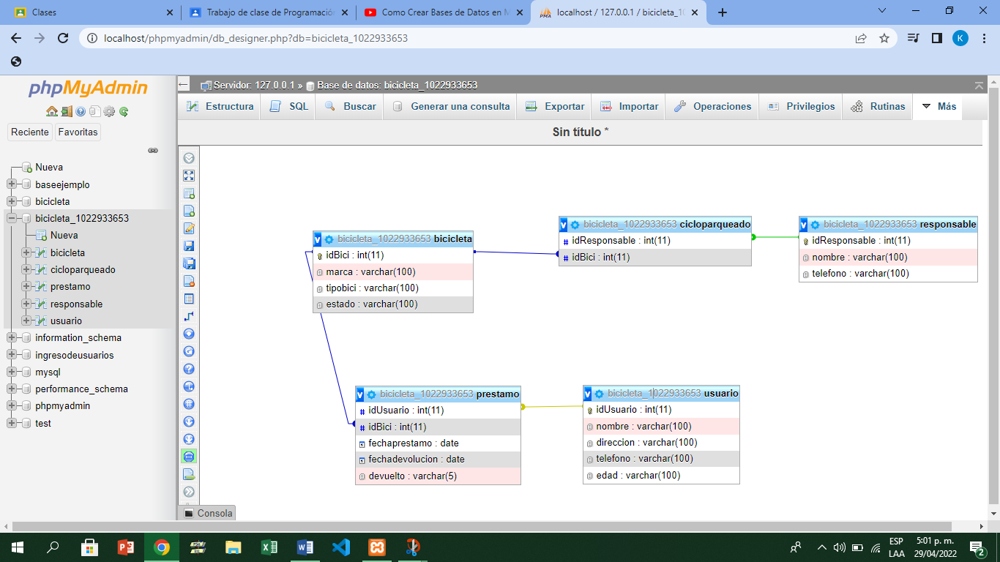 Clases
Trabajo de clase de Programación
Como Crear Bases de Datos en M
localhost / 127.0.0.1 / bicicleta_10
localhost/phpmyadmin/db_designer.php?db=bicicleta_1022933653
K
phpMyAdmin
Reciente
Favoritas
Nueva
baseejemplo
bicicleta
bicicleta_1022933653
Nueva
bicicleta
cicloparqueado
prestamo
responsable
usuario
information_schema
ingresodeusuarios
mysql
performance_schema
phpmyadmin
test
Servidor: 127.0.0.1 » Base de datos: bicicleta_1022933653
Estructura SQL Buscar Generar una consulta Exportar Importar Operaciones Privilegios Rutinas Más
Sin título *
bicicleta_1022933653 bicicleta
idBici : int(11)
marca : varchar(100)
tipobici : varchar(100)
estado : varchar(100)
bicicleta_1022933653 cicloparqueado
idResponsable : int(11)
idBici : int(11)
bicicleta_1022933653 responsable
idResponsable : int(11)
nombre : varchar(100)
telefono : varchar(100)
bicicleta_1022933653 prestamo
idUsuario : int(11)
idBici : int(11)
fechaprestamo : date
fechadevolucion : date
devuelto : varchar(5)
bicicleta_1022933653 usuario
idUsuario : int(11)
nombre : varchar(100)
direccion : varchar(100)
telefono : varchar(100)
edad : varchar(100)
Consola
ESP
LAA
5:01 p. m.
29/04/2022
2